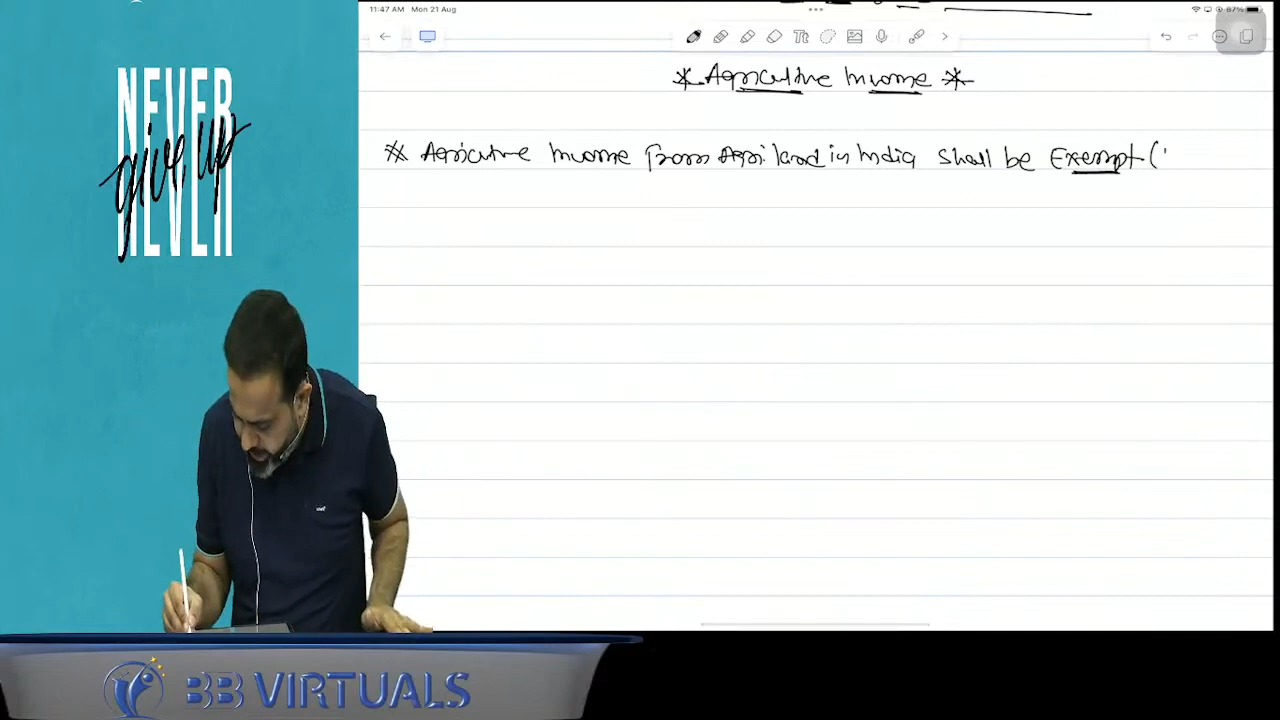 11:47 AM Mon 21 Aug
87%
NEVER
give up
NEVER
* Agriculture Income *
* Agriculture Income from Agri land in India shall be Exempt (
BB VIRTUALS